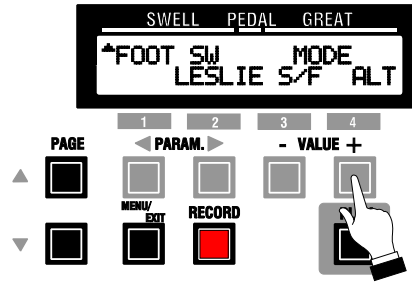 SWELL PEDAL GREAT
FOOT SW MODE
LESLIE S/F ALT
1 2 3 4
PAGE PARAM. - VALUE +
MENU/
EXIT
RECORD